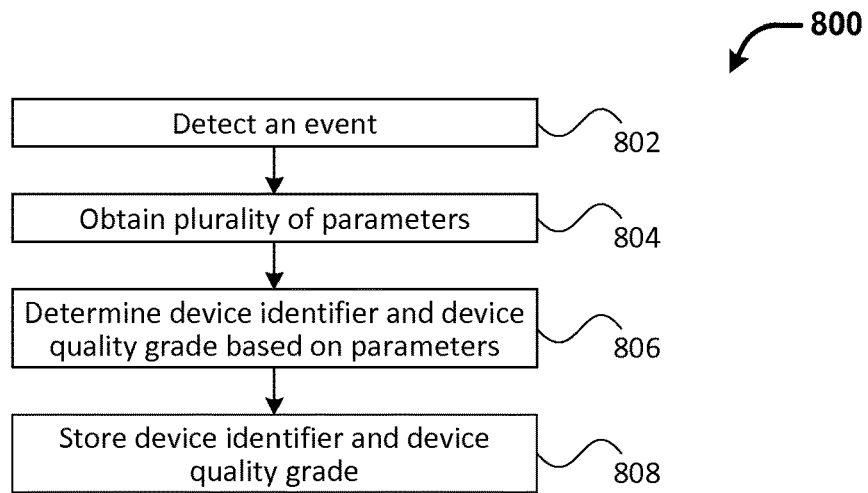 800
Detect an event
802
Obtain plurality of parameters
804
Determine device identifier and device
quality grade based on parameters
806
Store device identifier and device
quality grade
808